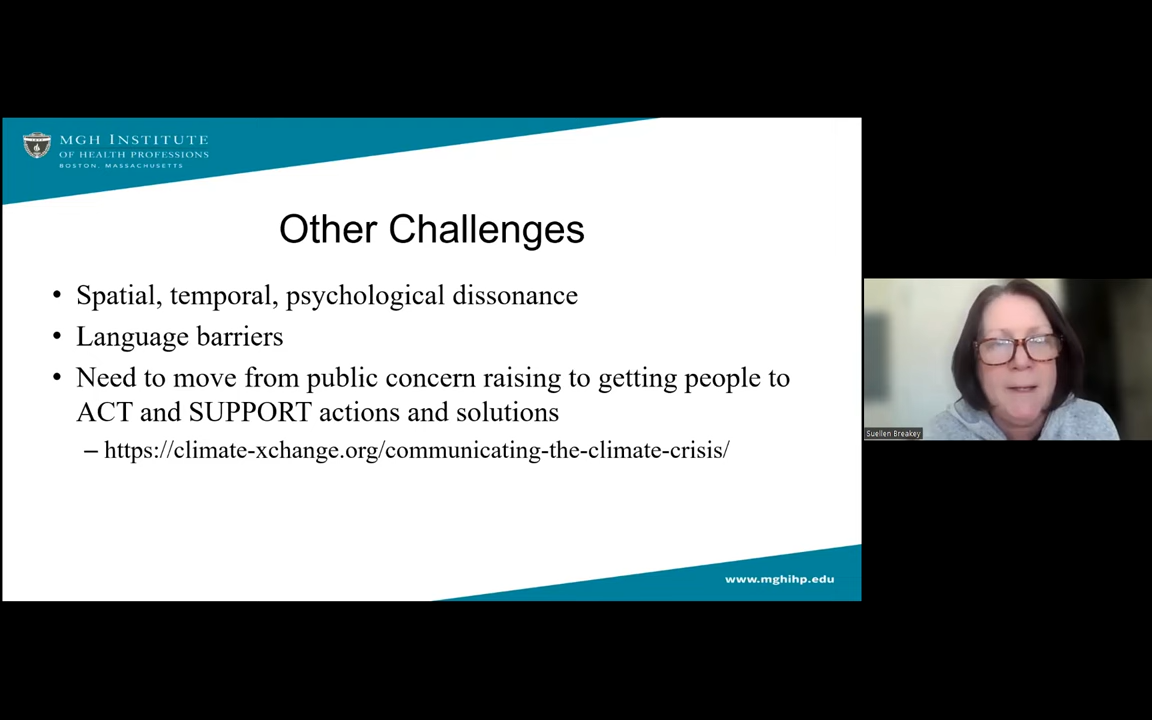 MGH INSTITUTE
OF HEALTH PROFESSIONS
BOSTON, MASSACHUSETTS
Other Challenges
• Spatial, temporal, psychological dissonance
• Language barriers
• Need to move from public concern raising to getting people to
ACT and SUPPORT actions and solutions
– https://climate-xchange.org/communicating-the-climate-crisis/
Suellen Breakey
www.mghihp.edu